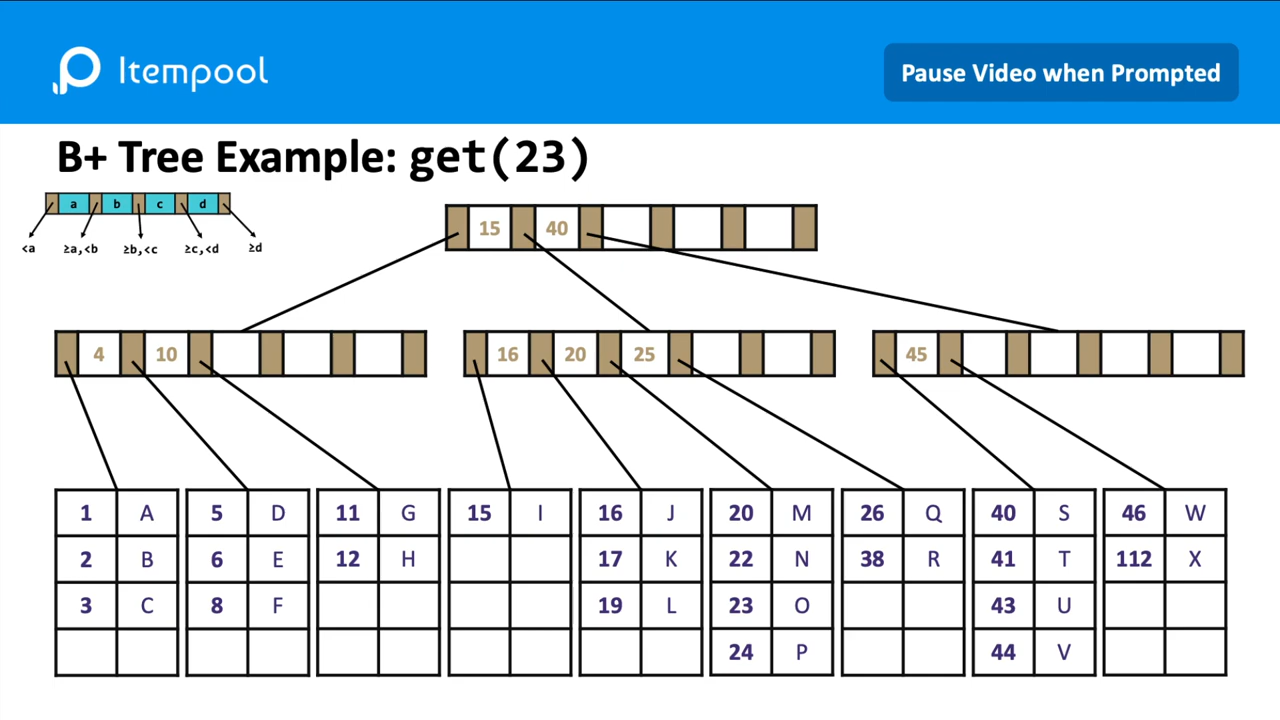 Itempool
Pause Video when Prompted
B+ Tree Example: get(23)
a b c d
<a ≥a,<b ≥b,<c ≥c,<d ≥d
15 40
4 10 16 20 25 45
1 A 5 D 11 G 15 I 16 J 20 M 26 Q 40 S 46 W
2 B 6 E 12 H 17 K 22 N 38 R 41 T 112 X
3 C 8 F 19 L 23 O 43 U
24 P 44 V